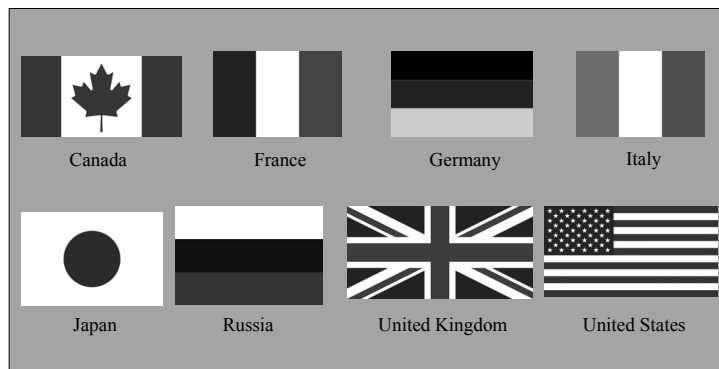 Canada France Germany Italy
Japan Russia United Kingdom United States